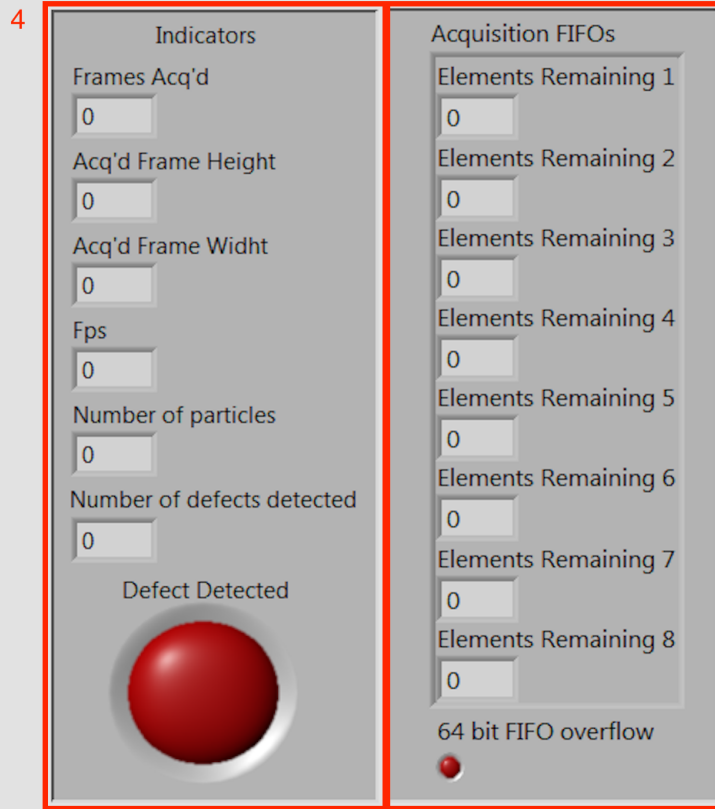 4
Indicators
Frames Acq'd
0
Acq'd Frame Height
0
Acq'd Frame Widht
0
Fps
0
Number of particles
0
Number of defects detected
0
Defect Detected
Acquisition FIFOs
Elements Remaining 1
0
Elements Remaining 2
0
Elements Remaining 3
0
Elements Remaining 4
0
Elements Remaining 5
0
Elements Remaining 6
0
Elements Remaining 7
0
Elements Remaining 8
0
64 bit FIFO overflow